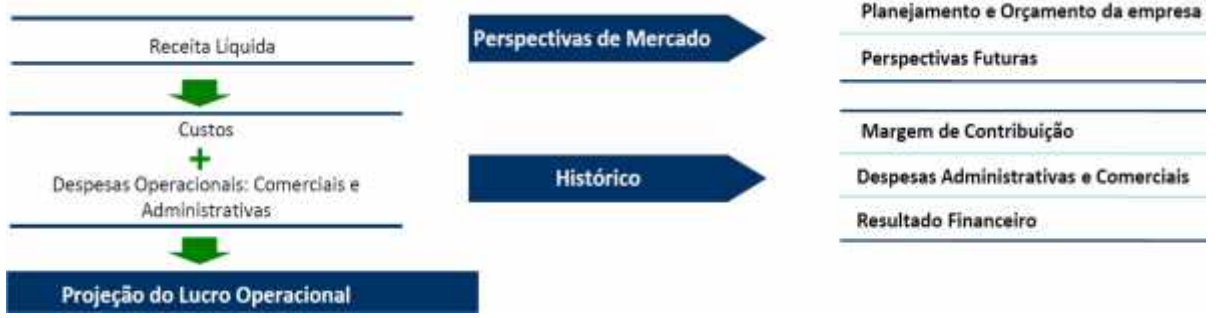 Receita Líquida
Custos
+
Despesas Operacionais: Comerciais e
Administrativas
Projeção do Lucro Operacional
Perspectivas de Mercado
Histórico
Planejamento e Orçamento da empresa
Perspectivas Futuras
Margem de Contribuição
Despesas Administrativas e Comerciais
Resultado Financeiro